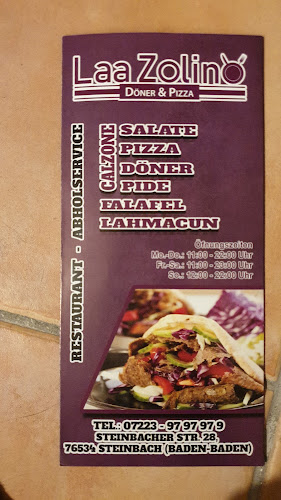 Laa Zolino
DÖNER & PIZZA
RESTAURANT - ABHOLSERVICE
CALZONE
SALATE
PIZZA
DÖNER
PIDE
FALAFEL
LAHMACUN
Öffnungszeiten
Mo.-Do.: 11:00 - 22:00 Uhr
Fr.-Sa.: 11:00 - 23:00 Uhr
So.: 12:00 - 22:00 Uhr
TEL.: 07223 - 97 97 97 9
STEINBACHER STR. 28,
76534 STEINBACH (BADEN-BADEN)